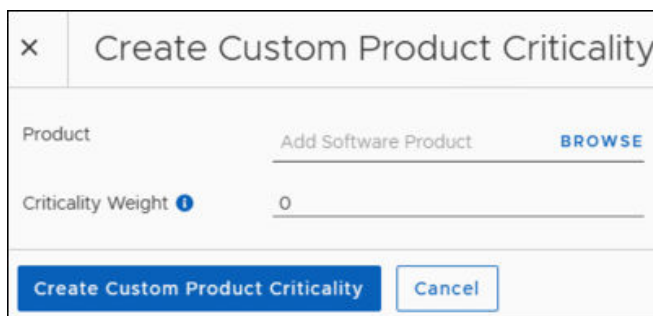 × Create Custom Product Criticality
Product Add Software Product BROWSE
Criticality Weight 0
Create Custom Product Criticality Cancel